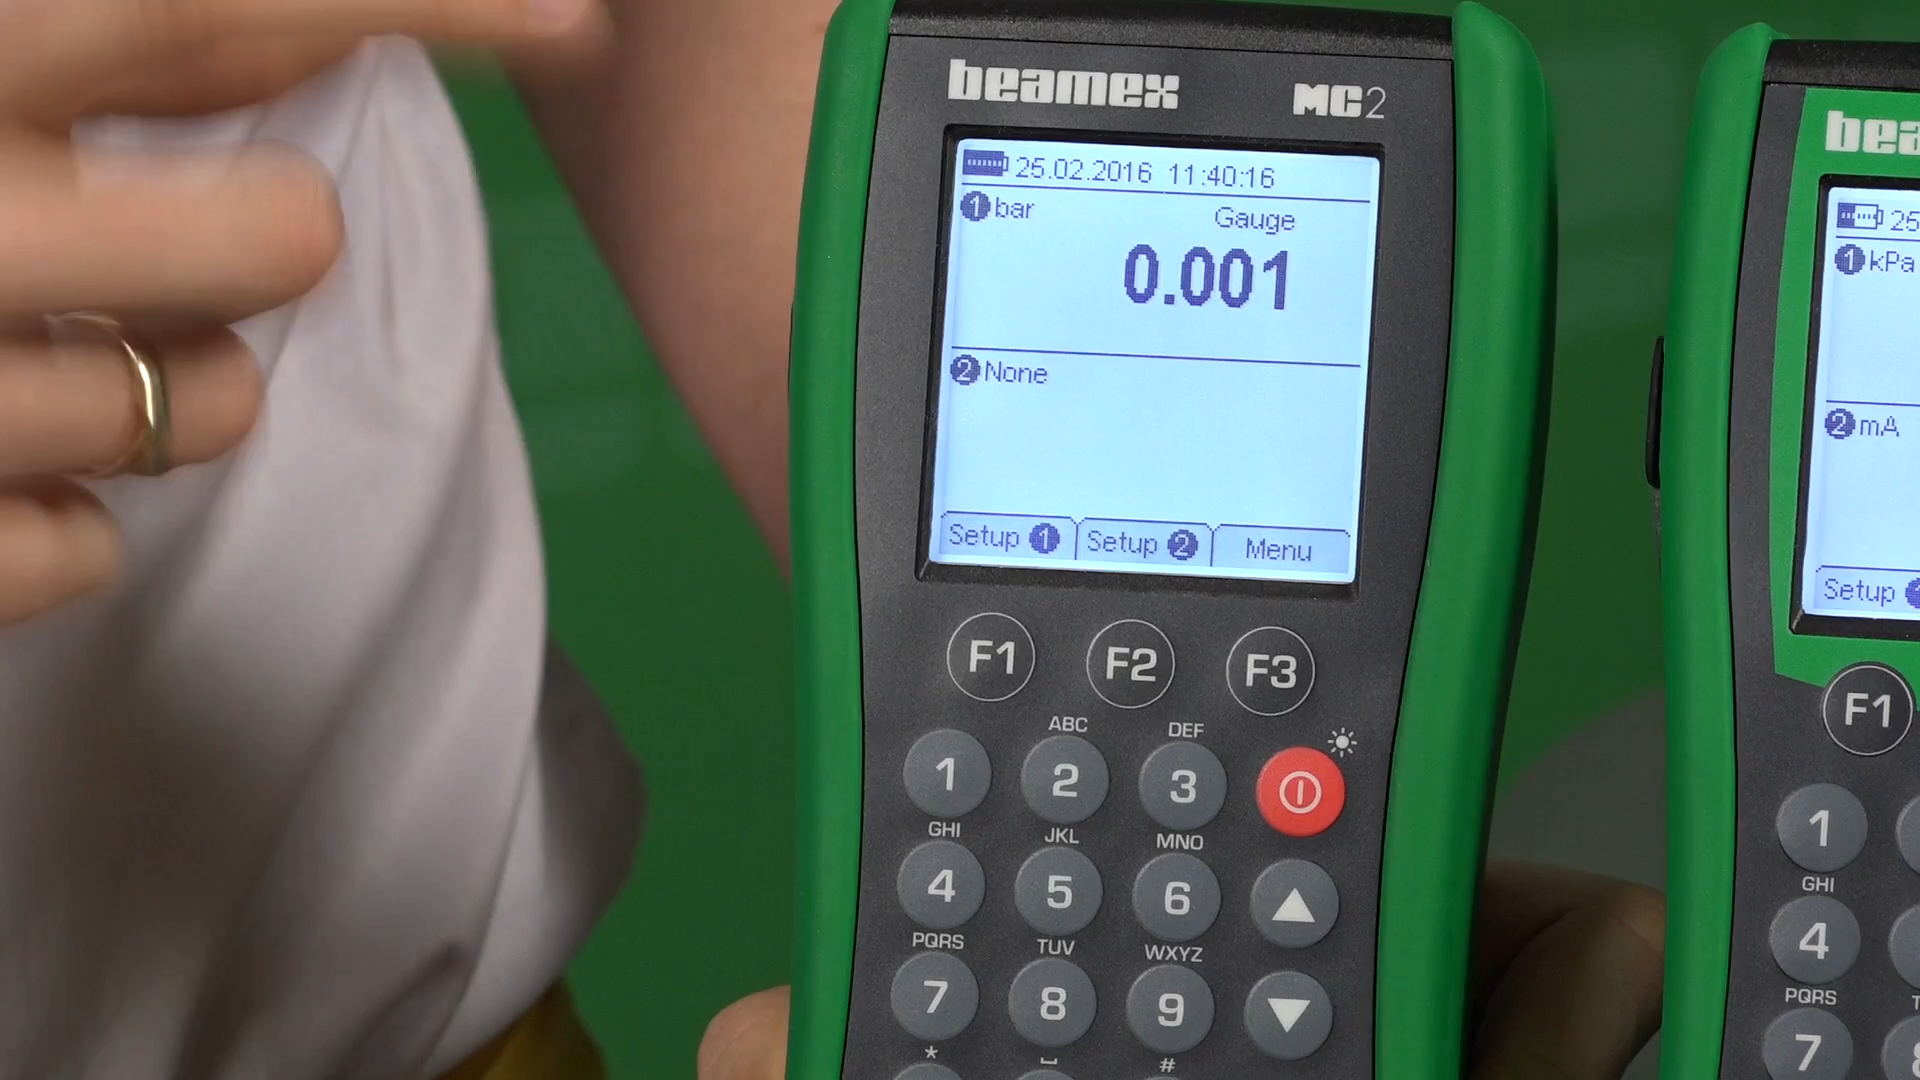 beamex MC2
25.02.2016 11:40:16
1 bar Gauge
0.001
2 None
Setup 1 Setup 2 Menu
F1 F2 F3
ABC DEF
1 2 3
GHI JKL MNO
4 5 6
PQRS TUV WXYZ
7 8 9
* #
1 kPa
2 mA
Setup
F1
1
GHI
4
PQRS
7